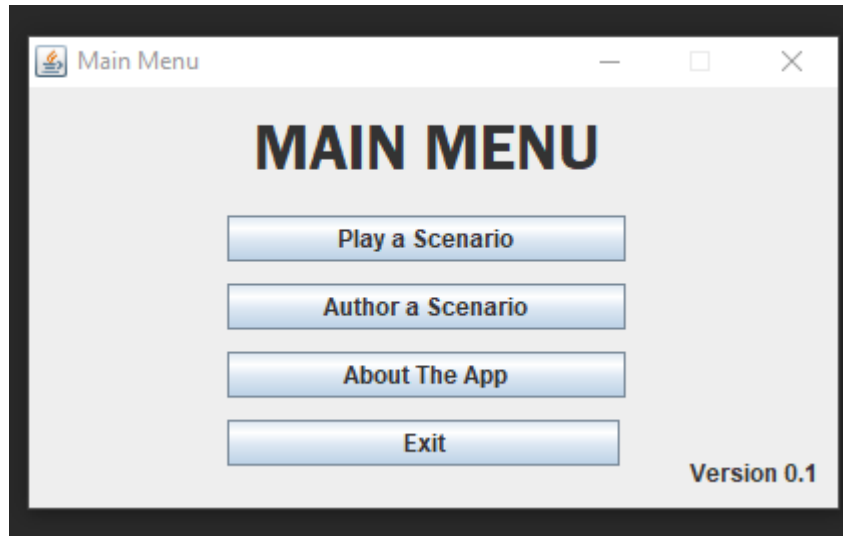 Main Menu
MAIN MENU
Play a Scenario
Author a Scenario
About The App
Exit
Version 0.1